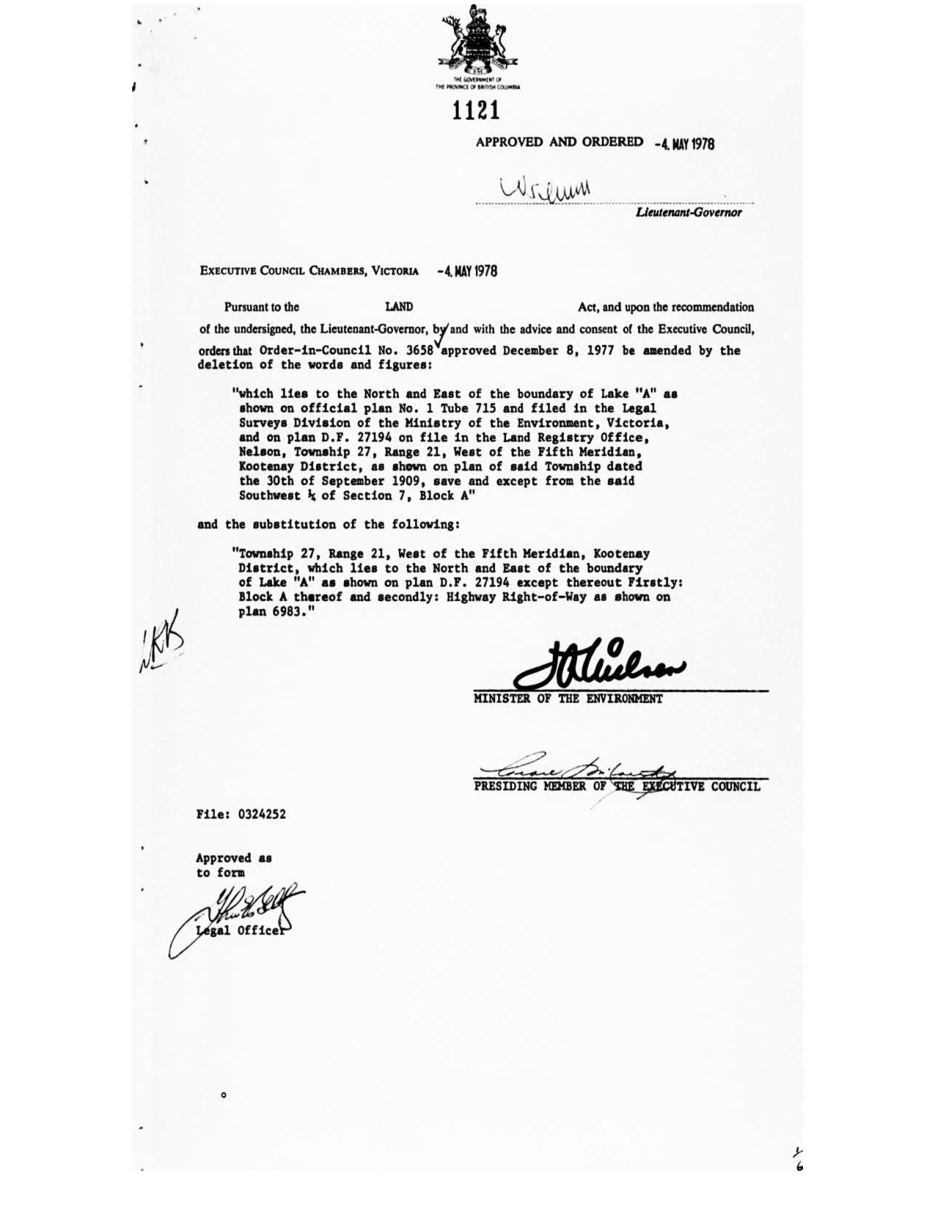 THE GOVERNMENT OF
THE PROVINCE OF BRITISH COLUMBIA
1121
APPROVED AND ORDERED -4. MAY 1978
Lieutenant-Governor
EXECUTIVE COUNCIL CHAMBERS, VICTORIA -4. MAY 1978
Pursuant to the LAND Act, and upon the recommendation
of the undersigned, the Lieutenant-Governor, by and with the advice and consent of the Executive Council,
orders that Order-in-Council No. 3658 approved December 8, 1977 be amended by the
deletion of the words and figures:
"which lies to the North and East of the boundary of Lake "A" as
shown on official plan No. 1 Tube 715 and filed in the Legal
Surveys Division of the Ministry of the Environment, Victoria,
and on plan D.F. 27194 on file in the Land Registry Office,
Nelson, Township 27, Range 21, West of the Fifth Meridian,
Kootenay District, as shown on plan of said Township dated
the 30th of September 1909, save and except from the said
Southwest ¼ of Section 7, Block A"
and the substitution of the following:
"Township 27, Range 21, West of the Fifth Meridian, Kootenay
District, which lies to the North and East of the boundary
of Lake "A" as shown on plan D.F. 27194 except thereout Firstly:
Block A thereof and secondly: Highway Right-of-Way as shown on
plan 6983."
MINISTER OF THE ENVIRONMENT
PRESIDING MEMBER OF THE EXECUTIVE COUNCIL
File: 0324252
Approved as
to form
Legal Officer